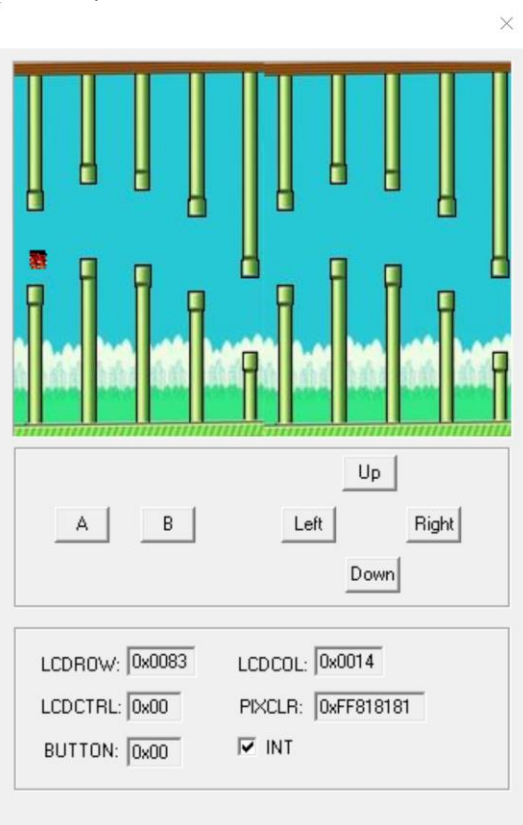 Up
A B Left Right
Down
LCDROW: 0x0083 LCDCOL: 0x0014
LCDCTRL: 0x00 PIXCLR: 0xFF818181
BUTTON: 0x00 INT